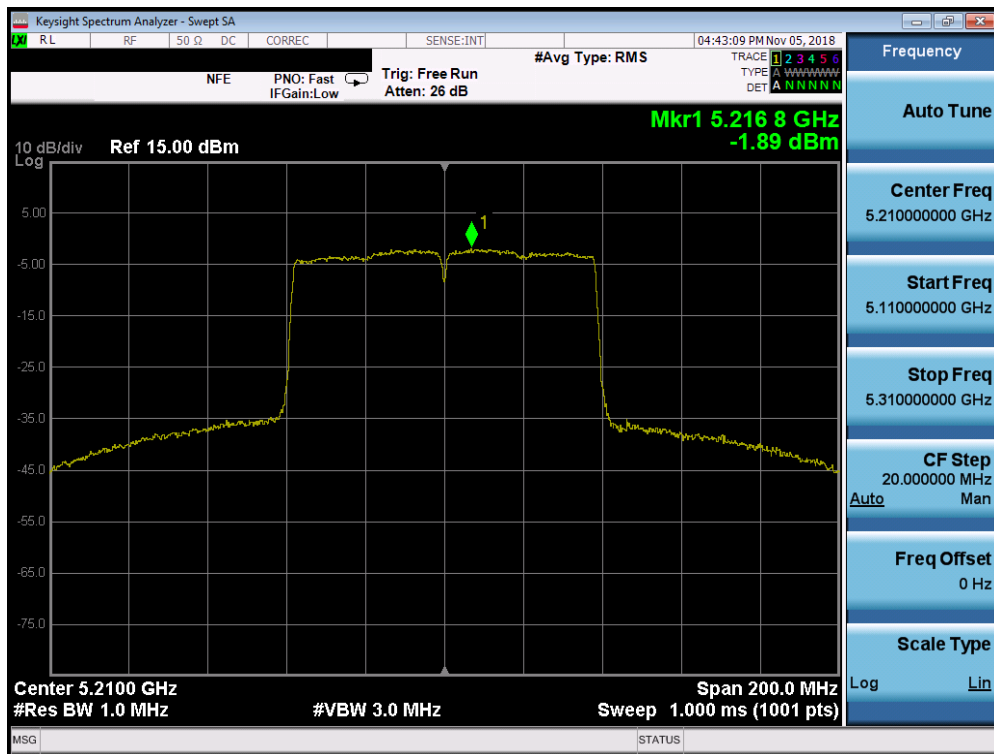 Keysight Spectrum Analyzer - Swept SA
LXI RL RF 50 Ω DC CORREC SENSE:INT 04:43:09 PM Nov 05, 2018
NFE PNO: Fast Trig: Free Run #Avg Type: RMS TRACE 1 2 3 4 5 6
IFGain:Low Atten: 26 dB TYPE A WWWWW
DET A N N N N N
Mkr1 5.216 8 GHz
-1.89 dBm
10 dB/div Ref 15.00 dBm
Log
5.00
1
-5.00
-15.0
-25.0
-35.0
-45.0
-55.0
-65.0
-75.0
Center 5.2100 GHz Span 200.0 MHz
#Res BW 1.0 MHz #VBW 3.0 MHz Sweep 1.000 ms (1001 pts)
MSG STATUS
Frequency
Auto Tune
Center Freq
5.210000000 GHz
Start Freq
5.110000000 GHz
Stop Freq
5.310000000 GHz
CF Step
20.000000 MHz
Auto Man
Freq Offset
0 Hz
Scale Type
Log Lin